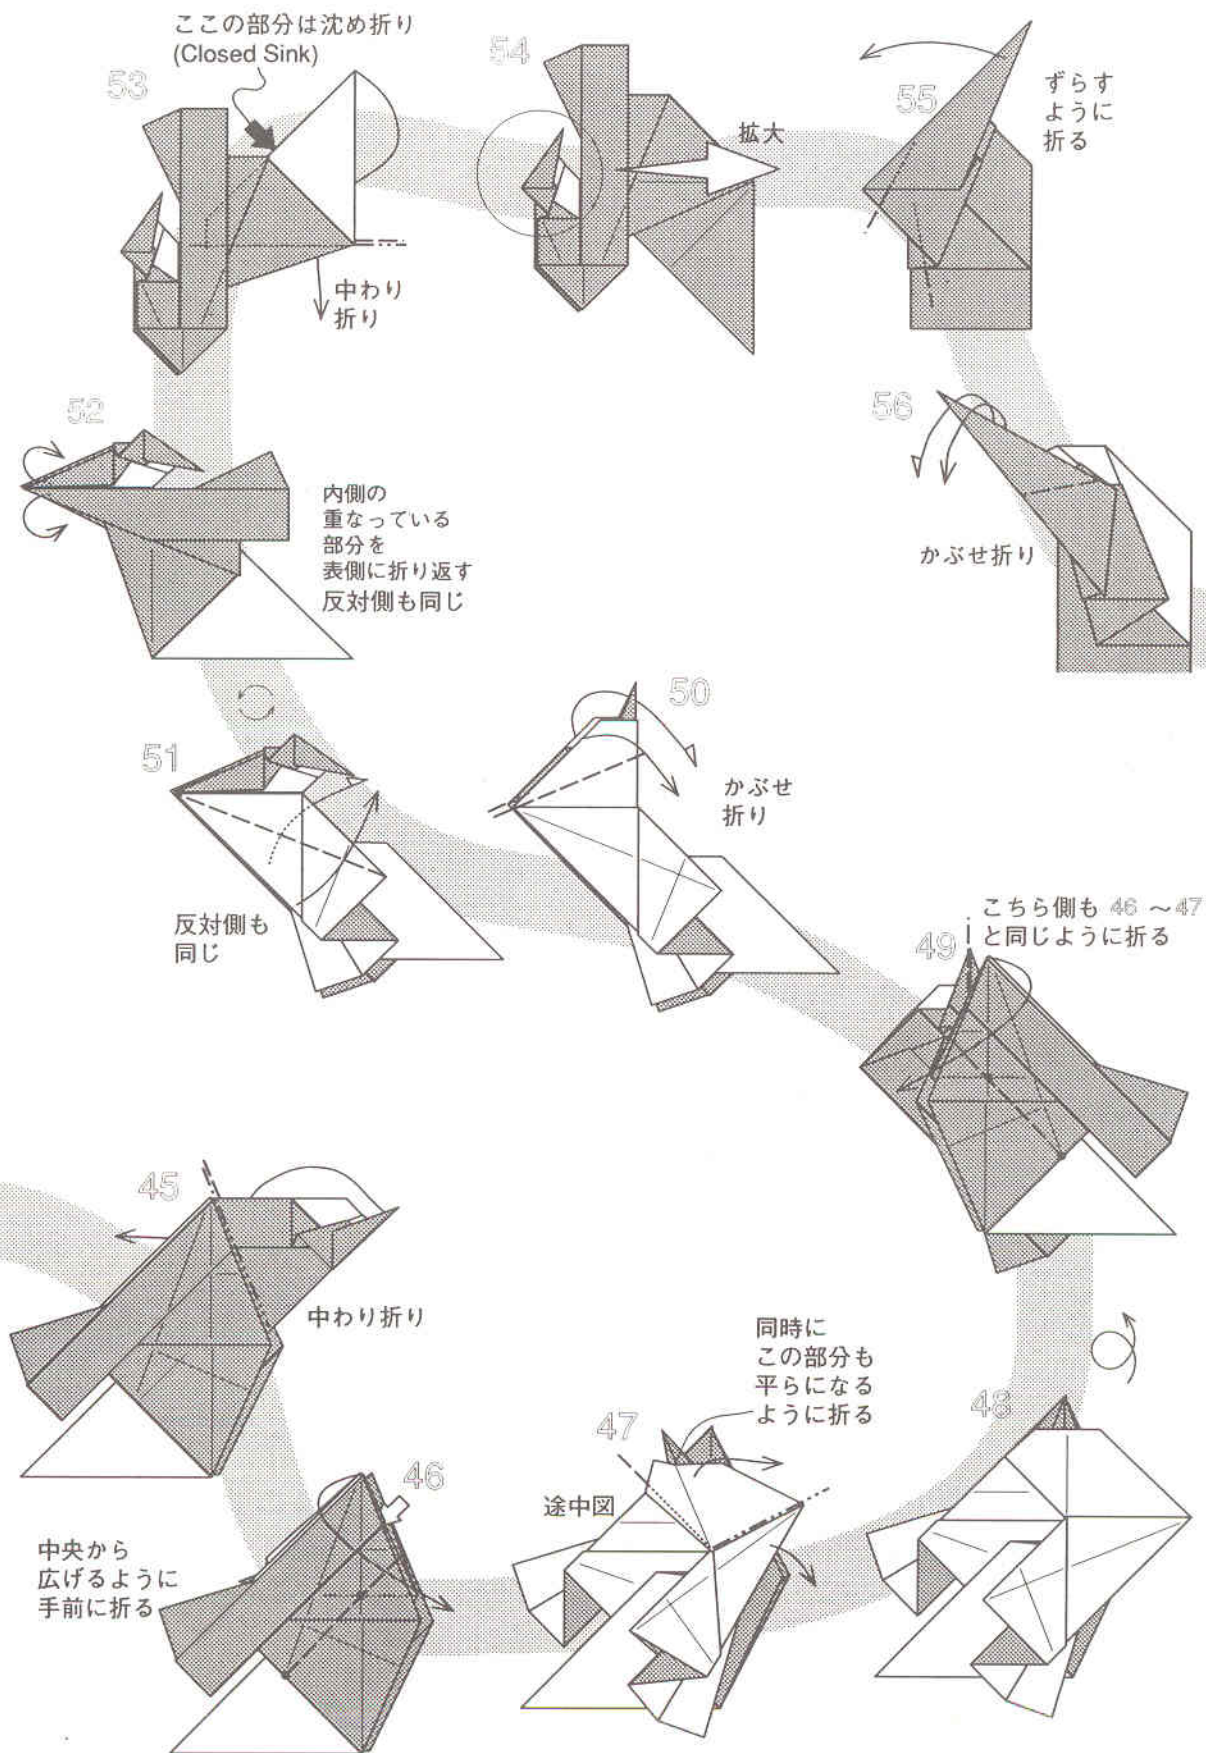 ここの部分は沈め折り
(Closed Sink)
53
中わり
折り
54
拡大
55
ずらす
ように
折る
52
内側の
重なっている
部分を
表側に折り返す
反対側も同じ
56
かぶせ折り
51
反対側も
同じ
50
かぶせ
折り
49
こちら側も 46 ～47
と同じように折る
45
中わり折り
46
中央から
広げるように
手前に折る
47
途中図
同時に
この部分も
平らになる
ように折る
48